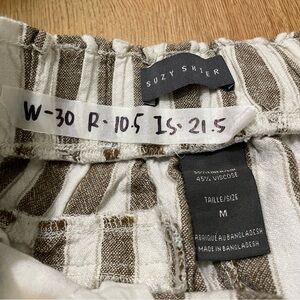 SUZY SHIER
W-30 R-10.5 IS-21.5
45% VISCOSE
TAILLE/SIZE
M
FABRIQUÉ AU BANGLADESH
MADE IN BANGLADESH